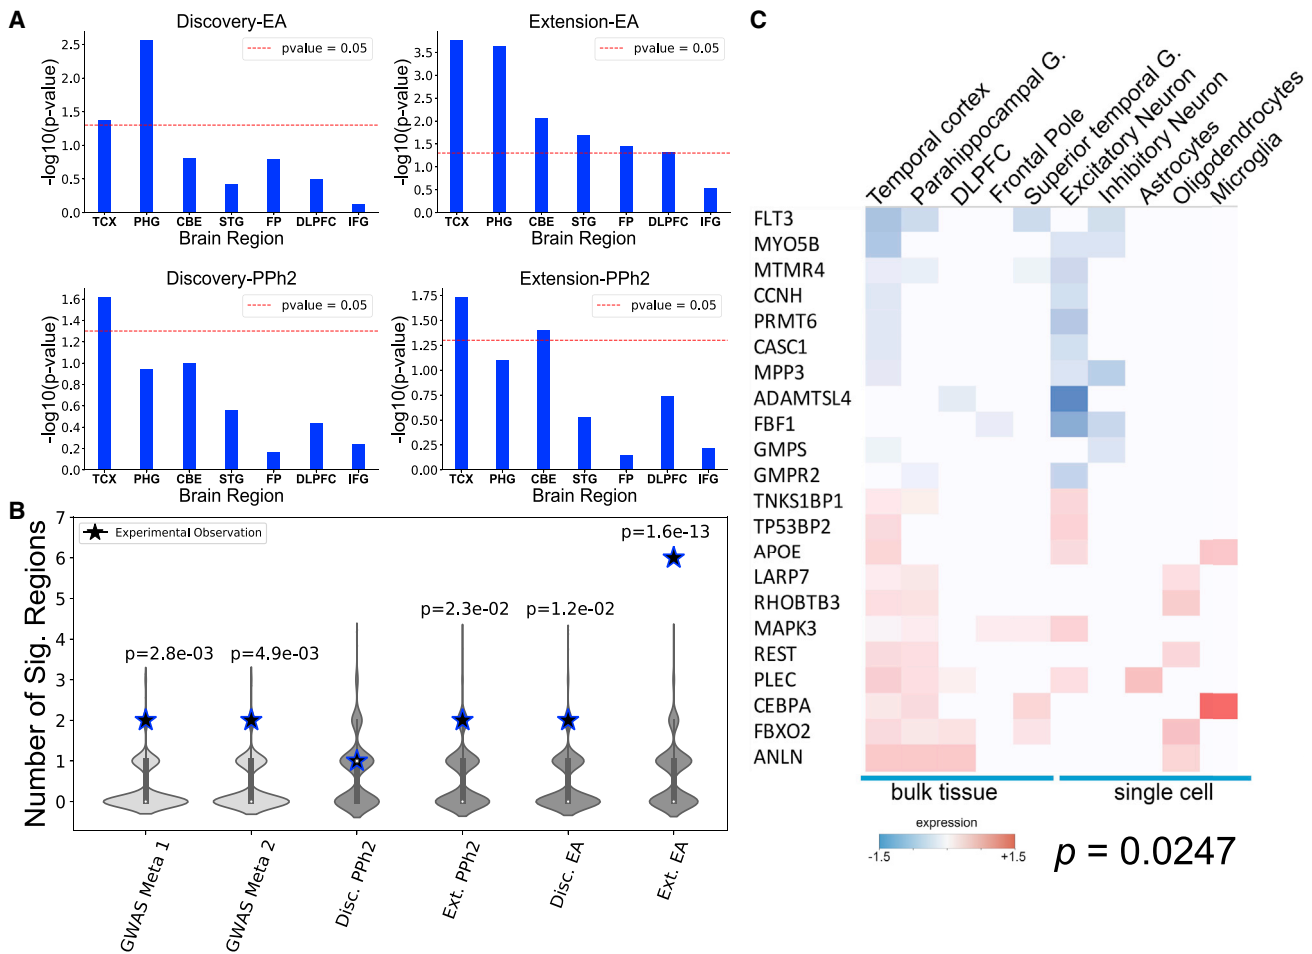 A
Discovery-EA
-log10(p-value)
2.5
2.0
1.5
1.0
0.5
0.0
pvalue = 0.05
TCX PHG CBE STG FP DLPFC IFG
Brain Region
Extension-EA
-log10(p-value)
3.5
3.0
2.5
2.0
1.5
1.0
0.5
0.0
pvalue = 0.05
TCX PHG CBE STG FP DLPFC IFG
Brain Region
Discovery-PPh2
-log10(p-value)
1.6
1.4
1.2
1.0
0.8
0.6
0.4
0.2
0.0
pvalue = 0.05
TCX PHG CBE STG FP DLPFC IFG
Brain Region
Extension-PPh2
-log10(p-value)
1.75
1.50
1.25
1.00
0.75
0.50
0.25
0.00
pvalue = 0.05
TCX PHG CBE STG FP DLPFC IFG
Brain Region
B
Number of Sig. Regions
7
6
5
4
3
2
1
0
Experimental Observation
p=2.8e-03
p=4.9e-03
p=2.3e-02
p=1.2e-02
p=1.6e-13
GWAS Meta 1
GWAS Meta 2
Disc. PPh2
Ext. PPh2
Disc. EA
Ext. EA
C
Temporal cortex
Parahippocampal G.
DLPFC
Frontal Pole
Superior temporal G.
Excitatory Neuron
Inhibitory Neuron
Astrocytes
Oligodendrocytes
Microglia
FLT3
MYO5B
MTMR4
CCNH
PRMT6
CASC1
MPP3
ADAMTSL4
FBF1
GMPS
GMPR2
TNKS1BP1
TP53BP2
APOE
LARP7
RHOBTB3
MAPK3
REST
PLEC
CEBPA
FBXO2
ANLN
bulk tissue
single cell
expression
-1.5
+1.5
p = 0.0247